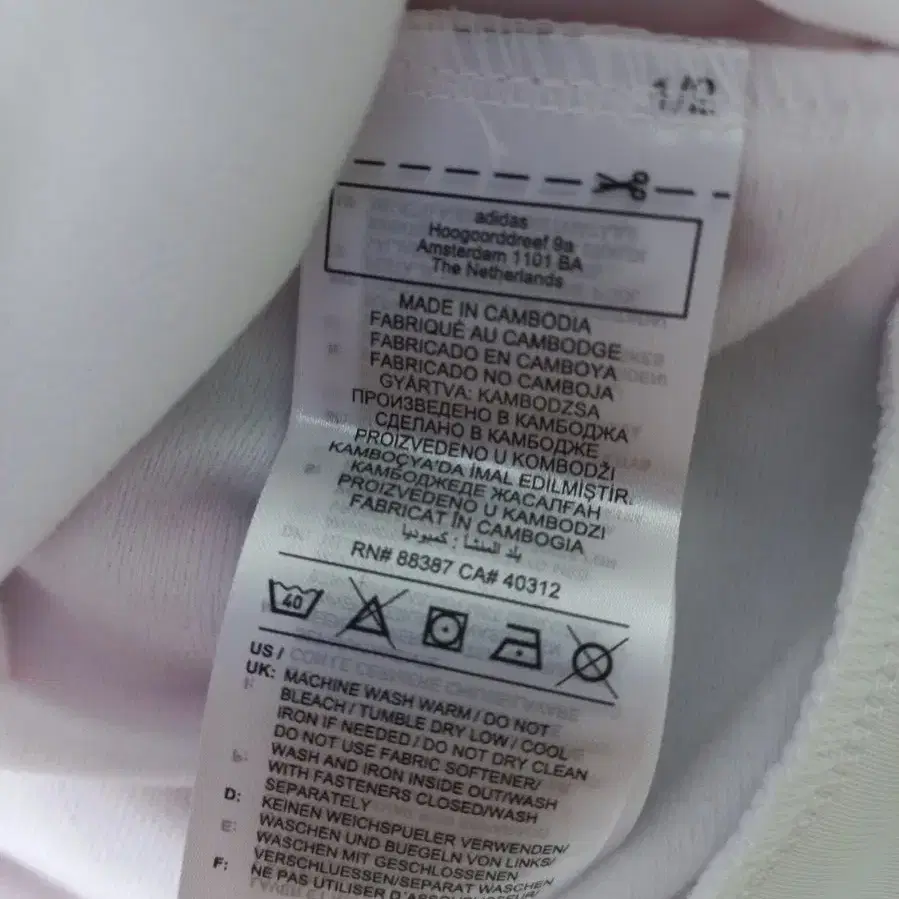 adidas
Hoogoorddreef 9a
Amsterdam 1101 BA
The Netherlands
MADE IN CAMBODIA
FABRIQUÉ AU CAMBODGE
FABRICADO EN CAMBOYA
FABRICADO NO CAMBOJA
GYÁRTVA: KAMBODZSA
ПРОИЗВЕДЕНО В КАМБОДЖА
СДЕЛАНО В КАМБОДЖЕ
PROIZVEDENO U KOMBODŽI
KAMBOÇYA'DA İMAL EDİLMİŞTİR.
КАМБОДЖЕДЕ ЖАСАЛҒАН
PROIZVEDENO U KAMBODZI
FABRICAT ÎN CAMBOGIA
بلد المنشأ : كمبوديا
RN# 88387 CA# 40312
40
US /
UK: MACHINE WASH WARM / DO NOT
BLEACH / TUMBLE DRY LOW / COOL
IRON IF NEEDED / DO NOT DRY CLEAN
DO NOT USE FABRIC SOFTENER/
WASH AND IRON INSIDE OUT/WASH
WITH FASTENERS CLOSED/WASH
SEPARATELY
D: KEINEN WEICHSPUELER VERWENDEN/
WASCHEN UND BUEGELN VON LINKS/
WASCHEN MIT GESCHLOSSENEN
VERSCHLUESSEN/SEPARAT WASCHEN
F: NE PAS UTILISER D'ASSOUPLISSEUR/